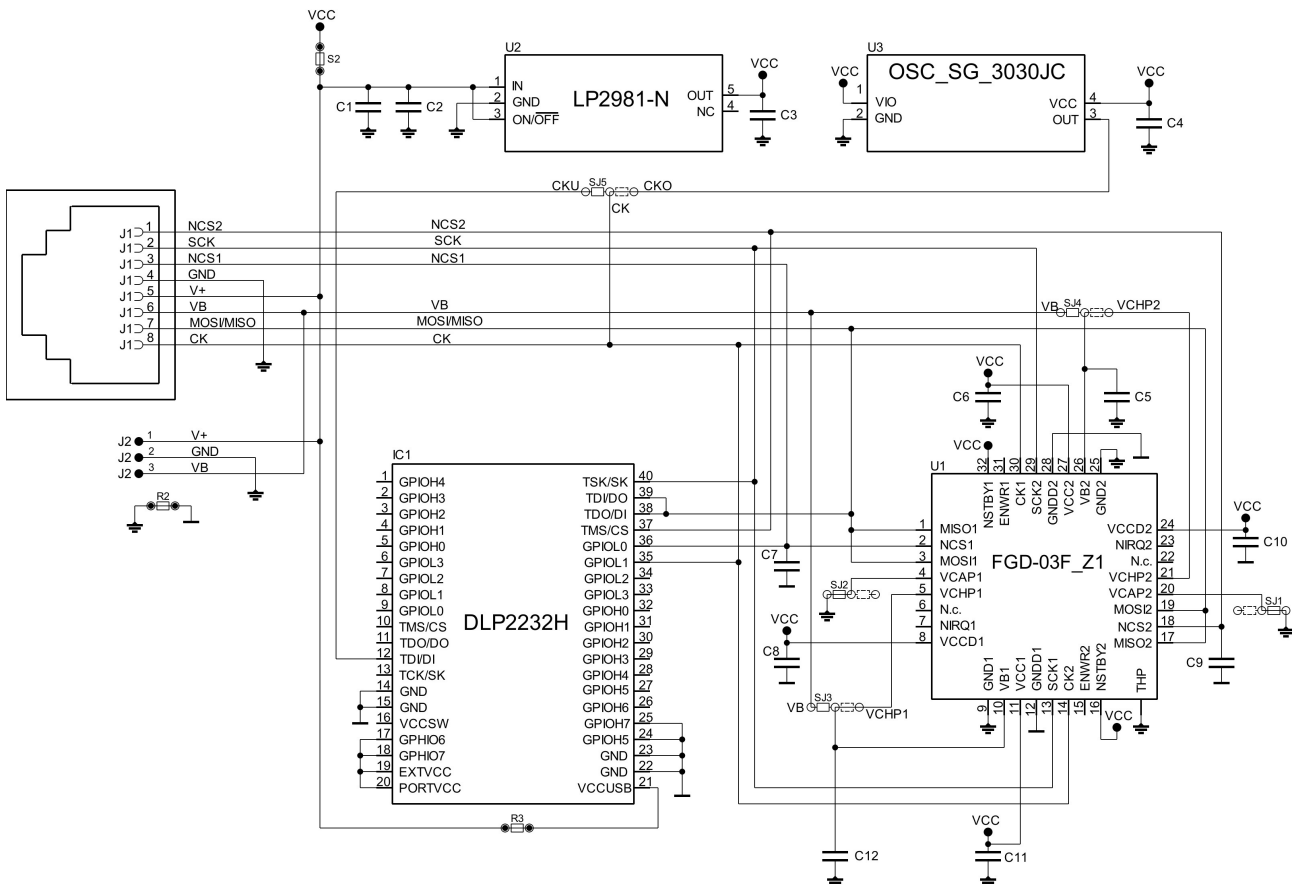 VCC
S2
C1
C2
U2
1 IN
2 GND
3 ON/OFF
LP2981-N
OUT 5
NC 4
VCC
C3
U3
OSC_SG_3030JC
VCC
1 VIO
2 GND
VCC 4
OUT 3
VCC
C4
CKU
SJ5
CKO
CK
J1 1 NCS2
J1 2 SCK
J1 3 NCS1
J1 4 GND
J1 5 V+
J1 6 VB
J1 7 MOSI/MISO
J1 8 CK
NCS2
SCK
NCS1
VB
MOSI/MISO
CK
VB
SJ4
VCHP2
VCC
C6
C5
J2 1 V+
J2 2 GND
J2 3 VB
R2
IC1
DLP2232H
1 GPIOH4
2 GPIOH3
3 GPIOH2
4 GPIOH1
5 GPIOH0
6 GPIOL3
7 GPIOL2
8 GPIOL1
9 GPIOL0
10 TMS/CS
11 TDO/DO
12 TDI/DI
13 TCK/SK
14 GND
15 GND
16 VCCSW
17 GPHIO6
18 GPHIO7
19 EXTVCC
20 PORTVCC
TSK/SK 40
TDI/DO 39
TDO/DI 38
TMS/CS 37
GPIOL0 36
GPIOL1 35
GPIOL2 34
GPIOL3 33
GPIOH0 32
GPIOH1 31
GPIOH2 30
GPIOH3 29
GPIOH4 28
GPIOH5 27
GPIOH6 26
GPIOH7 25
GPIOH5 24
GND 23
GND 22
VCCUSB 21
R3
C7
SJ2
VCC
C8
VB
SJ3
VCHP1
C12
VCC
C11
U1
FGD-03F_Z1
VCC
32 NSTBY1
31 ENWR1
30 CK1
29 SCK2
28 GNDD2
27 VCC2
26 VB2
25 GND2
1 MISO1
2 NCS1
3 MOSI1
4 VCAP1
5 VCHP1
6 N.c.
7 NIRQ1
8 VCCD1
VCCD2 24
NIRQ2 23
N.c. 22
VCHP2 21
VCAP2 20
MOSI2 19
NCS2 18
MISO2 17
GND1 9
VB1 10
VCC1 11
GNDD1 12
SCK1 13
CK2 14
ENWR2 15
NSTBY2 16
THP
VCC
VCC
C10
SJ1
C9